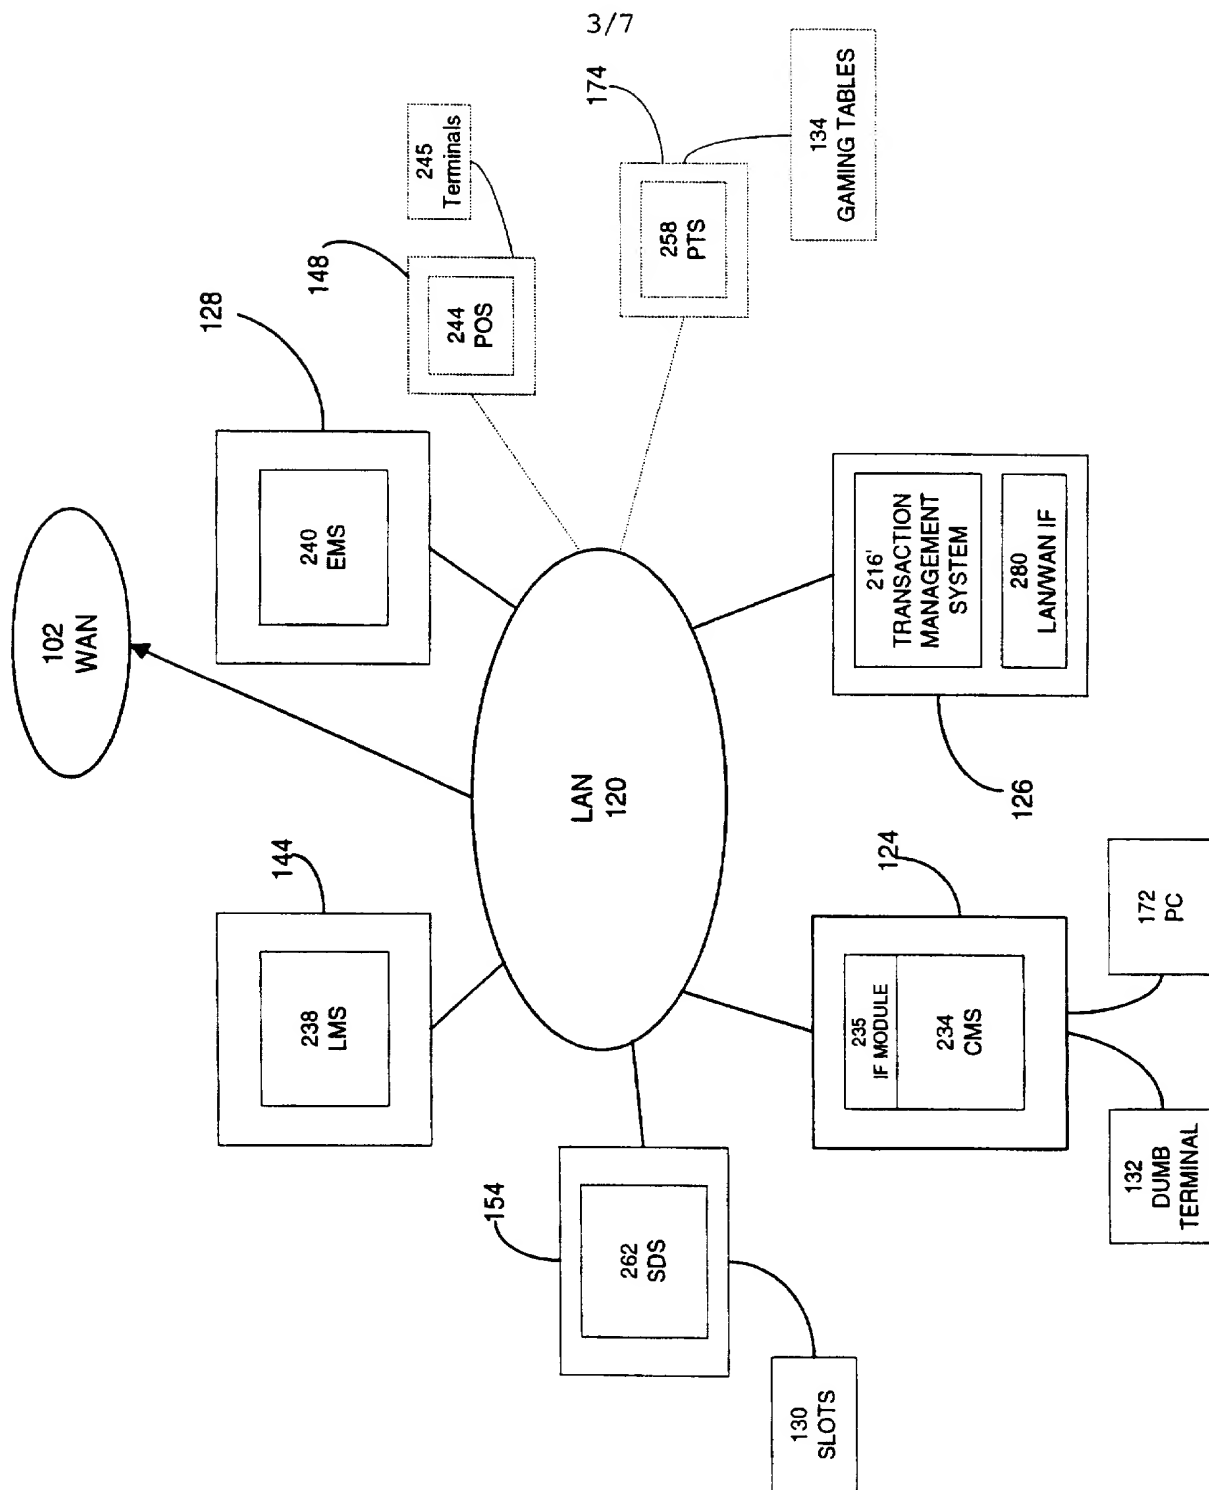 3/7
102
WAN
128
240
EMS
148
244
POS
245
Terminals
174
258
PTS
134
GAMING TABLES
144
238
LMS
LAN
120
154
262
SDS
130
SLOTS
124
235
IF MODULE
234
CMS
132
DUMB
TERMINAL
172
PC
126
216'
TRANSACTION
MANAGEMENT
SYSTEM
280
LAN/WAN IF